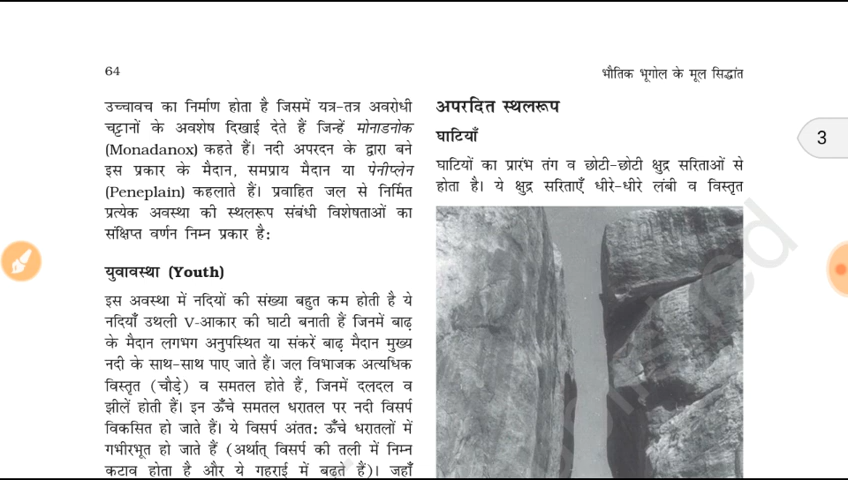 64
भौतिक भूगोल के मूल सिद्धांत
उच्चावच का निर्माण होता है जिसमें यत्र-तत्र अवरोधी
चट्टानों के अवशेष दिखाई देते हैं जिन्हें मोनाडनोक
(Monadanox) कहते हैं। नदी अपरदन के द्वारा बने
इस प्रकार के मैदान, समप्राय मैदान या पेनीप्लेन
(Peneplain) कहलाते हैं। प्रवाहित जल से निर्मित
प्रत्येक अवस्था की स्थलरूप संबंधी विशेषताओं का
संक्षिप्त वर्णन निम्न प्रकार है:
युवावस्था (Youth)
इस अवस्था में नदियों की संख्या बहुत कम होती है ये
नदियाँ उथली V-आकार की घाटी बनाती हैं जिनमें बाढ़
के मैदान लगभग अनुपस्थित या संकरें बाढ़ मैदान मुख्य
नदी के साथ-साथ पाए जाते हैं। जल विभाजक अत्यधिक
विस्तृत (चौड़े) व समतल होते हैं, जिनमें दलदल व
झीलें होती हैं। इन ऊँचे समतल धरातल पर नदी विसर्प
विकसित हो जाते हैं। ये विसर्प अंतत: ऊँचे धरातलों में
गभीरभूत हो जाते हैं (अर्थात् विसर्प की तली में निम्न
कटाव होता है और ये गहराई में बढ़ते हैं)। जहाँ
अपरदित स्थलरूप
घाटियाँ
घाटियों का प्रारंभ तंग व छोटी-छोटी क्षुद्र सरिताओं से
होता है। ये क्षुद्र सरिताएँ धीरे-धीरे लंबी व विस्तृत
3